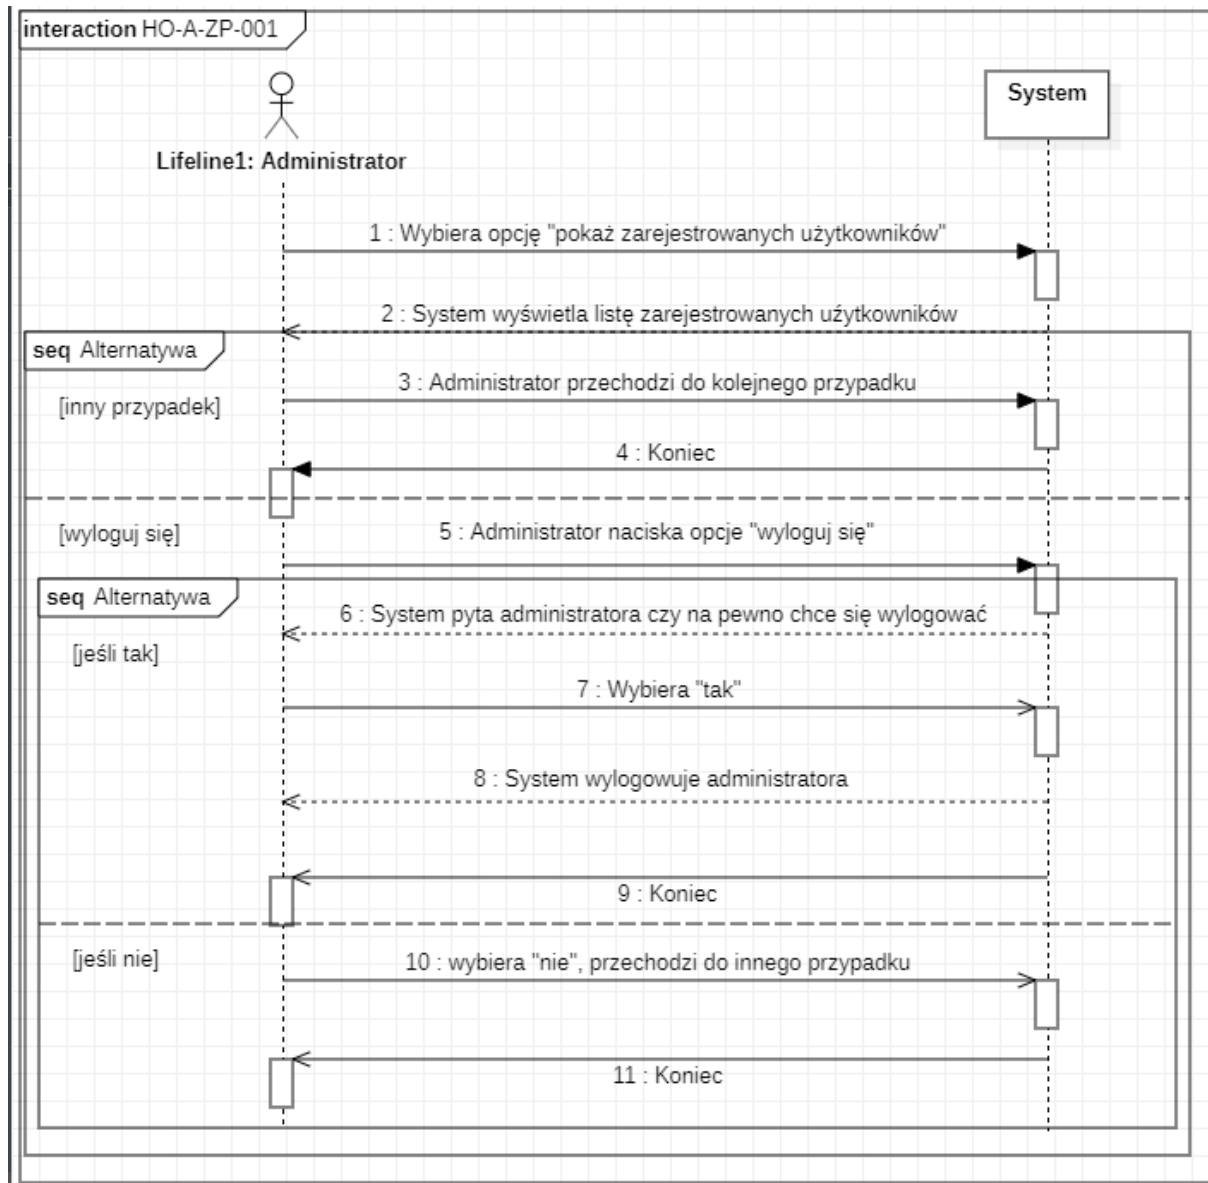 interaction HO-A-ZP-001
System
Lifeline1: Administrator
1 : Wybiera opcję "pokaż zarejestrowanych użytkowników"
2 : System wyświetla listę zarejestrowanych użytkowników
seq Alternatywa
3 : Administrator przechodzi do kolejnego przypadku
[inny przypadek]
4 : Koniec
[wyloguj się]
5 : Administrator naciska opcje "wyloguj się"
seq Alternatywa
6 : System pyta administratora czy na pewno chce się wylogować
[jeśli tak]
7 : Wybiera "tak"
8 : System wylogowuje administratora
9 : Koniec
[jeśli nie]
10 : wybiera "nie", przechodzi do innego przypadku
11 : Koniec